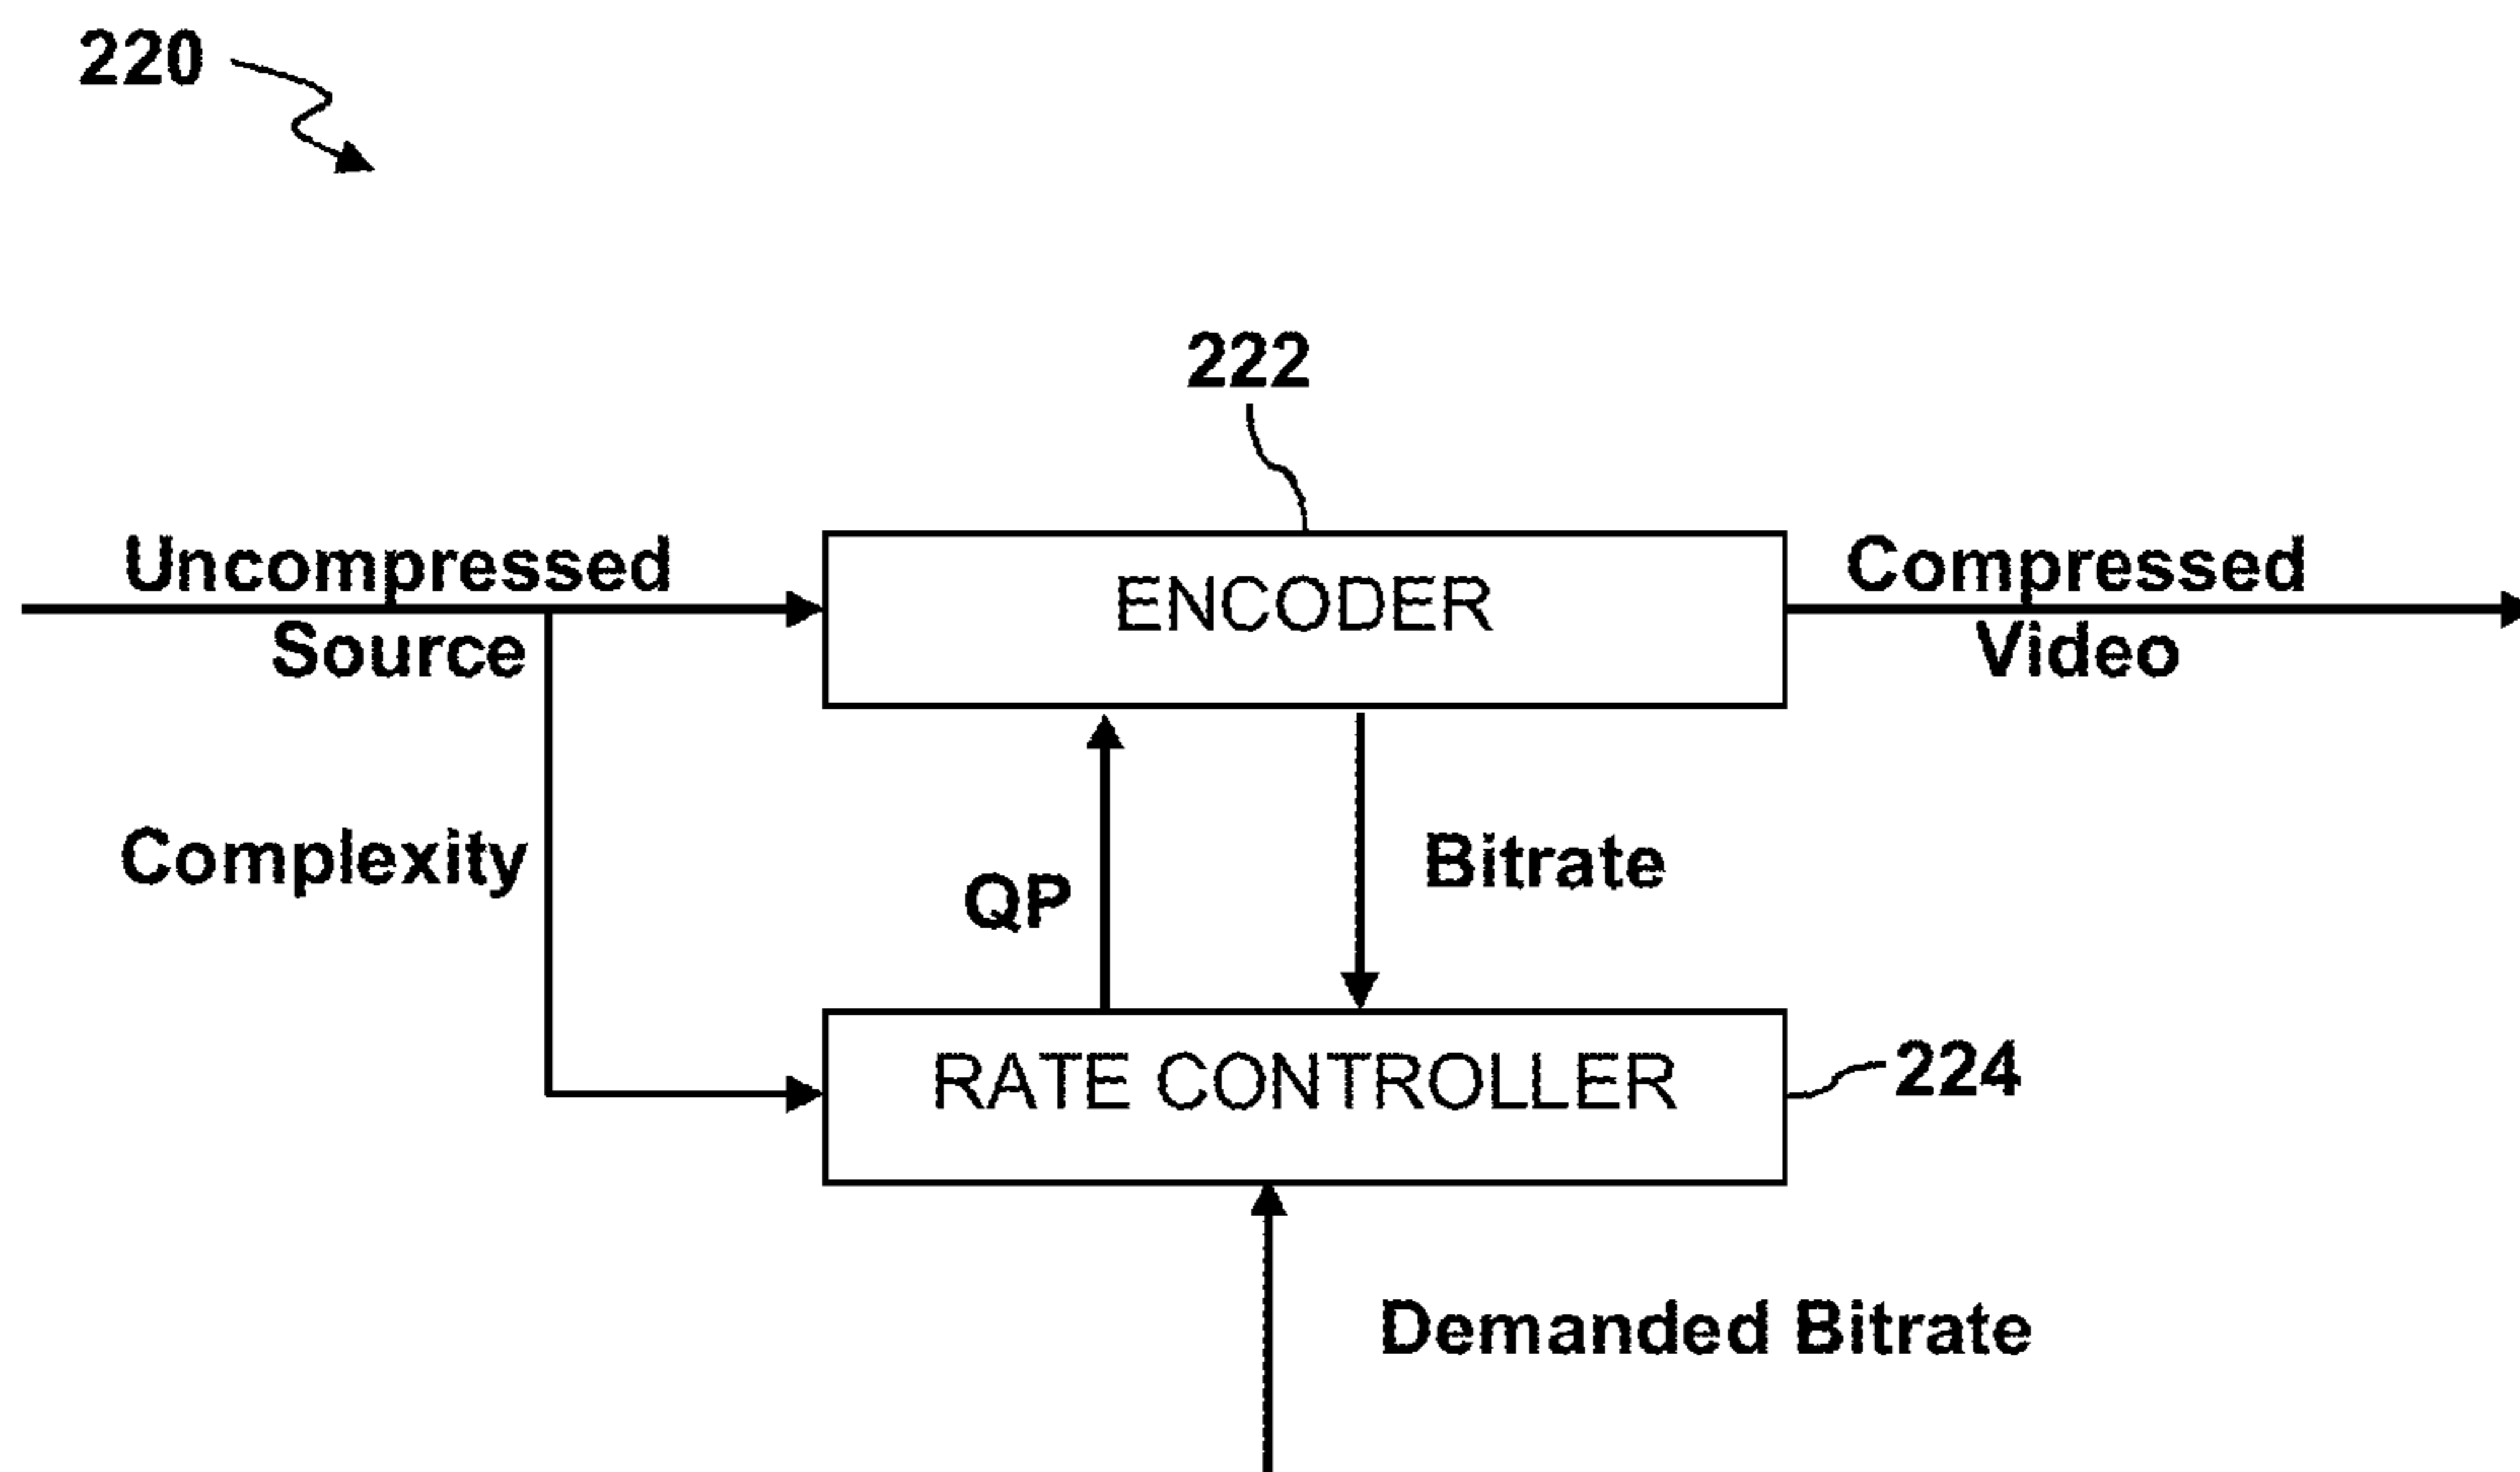 220
222
Uncompressed
Source
ENCODER
Compressed
Video
Complexity
QP
Bitrate
RATE CONTROLLER
224
Demanded Bitrate